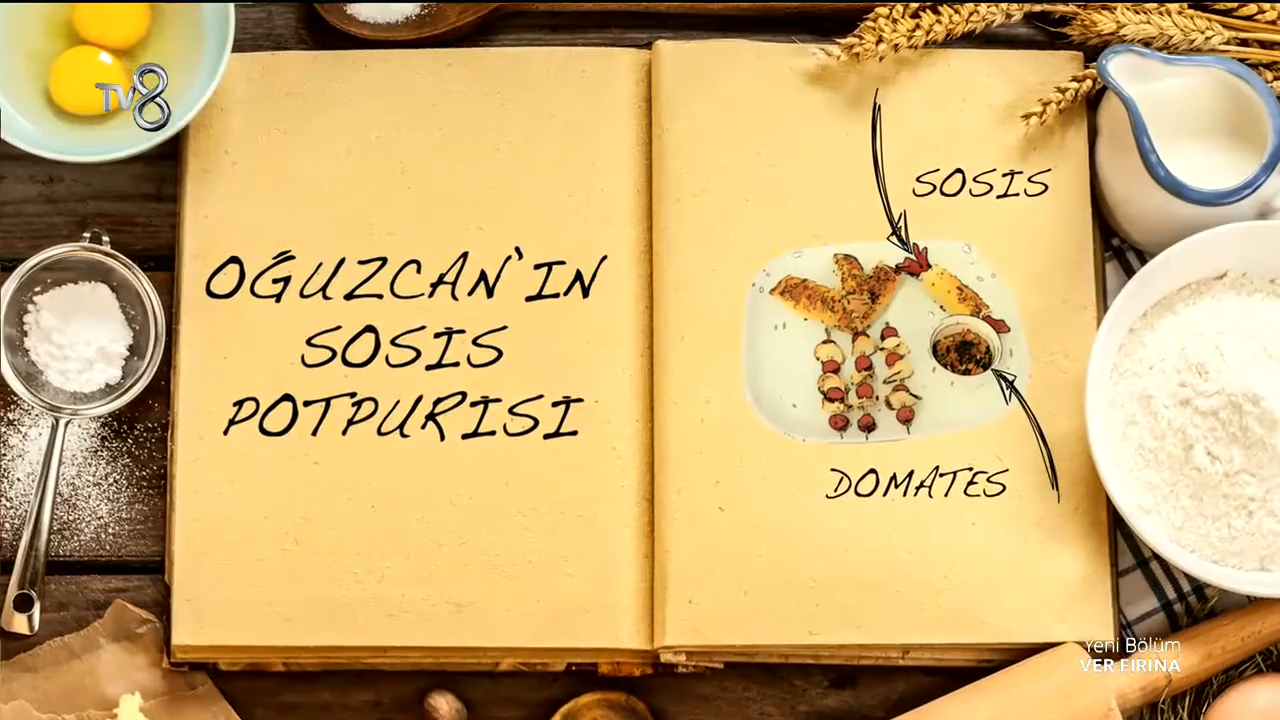 TV8
OĞUZCAN'IN
SOSİS
POTPURİSİ
SOSİS
DOMATES
Yeni Bölüm
VER FIRINA